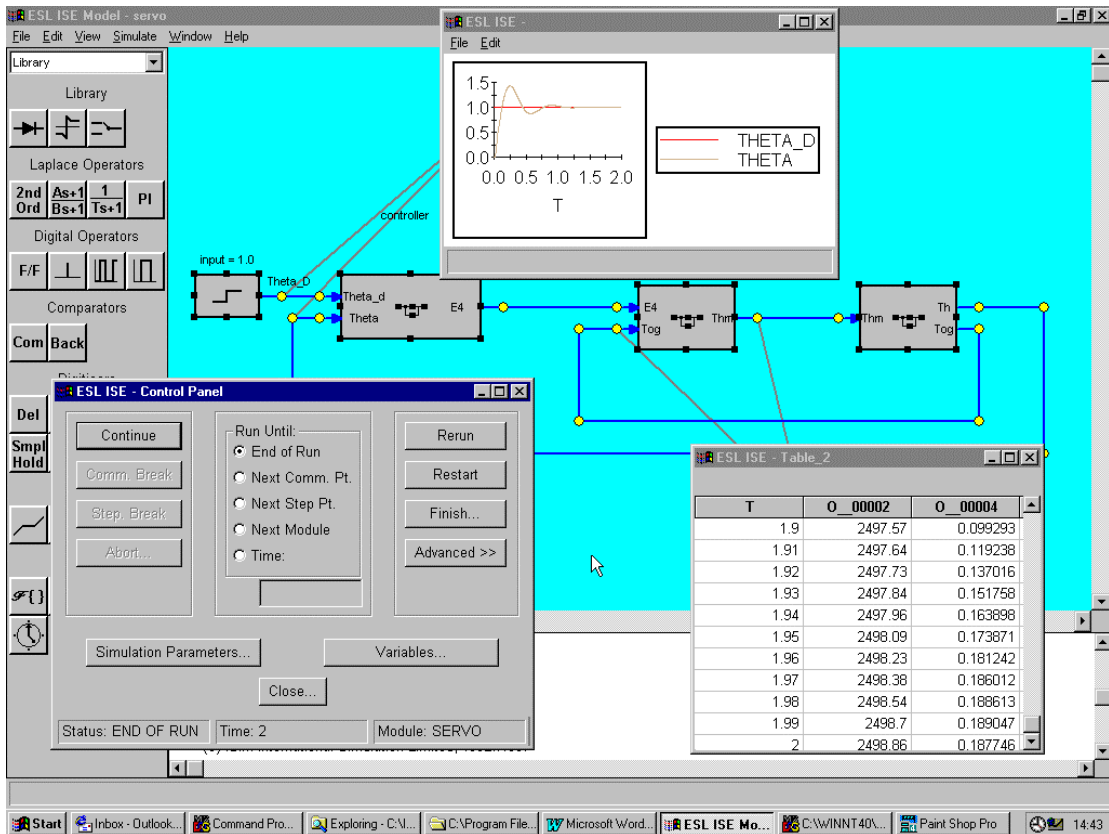 ESL ISE Model - servo
File Edit View Simulate Window Help
Library
Library
Laplace Operators
2nd Ord
As+1 Bs+1
1 Ts+1
PI
Digital Operators
F/F
Comparators
Com Back
Del
Smpl Hold
ESL ISE -
File Edit
1.5
1.0
0.5
0.0
0.0 0.5 1.0 1.5 2.0
T
THETA_D
THETA
controller
input = 1.0
Theta_D
Theta_d
Theta
E4
E4
Tog
Thm
Thm
Th
Tog
ESL ISE - Control Panel
Continue
Comm. Break
Step. Break
Abort...
Run Until:
End of Run
Next Comm. Pt.
Next Step Pt.
Next Module
Time:
Rerun
Restart
Finish...
Advanced >>
Simulation Parameters...
Variables...
Close...
Status: END OF RUN
Time: 2
Module: SERVO
ESL ISE - Table_2
T O__00002 O__00004
1.9 2497.57 0.099293
1.91 2497.64 0.119238
1.92 2497.73 0.137016
1.93 2497.84 0.151758
1.94 2497.96 0.163898
1.95 2498.09 0.173871
1.96 2498.23 0.181242
1.97 2498.38 0.186012
1.98 2498.54 0.188613
1.99 2498.7 0.189047
2 2498.86 0.187746
Start
Inbox - Outlook...
Command Pro...
Exploring - C:\I...
C:\Program File...
Microsoft Word...
ESL ISE Mo...
C:\WINNT40\...
Paint Shop Pro
14:43